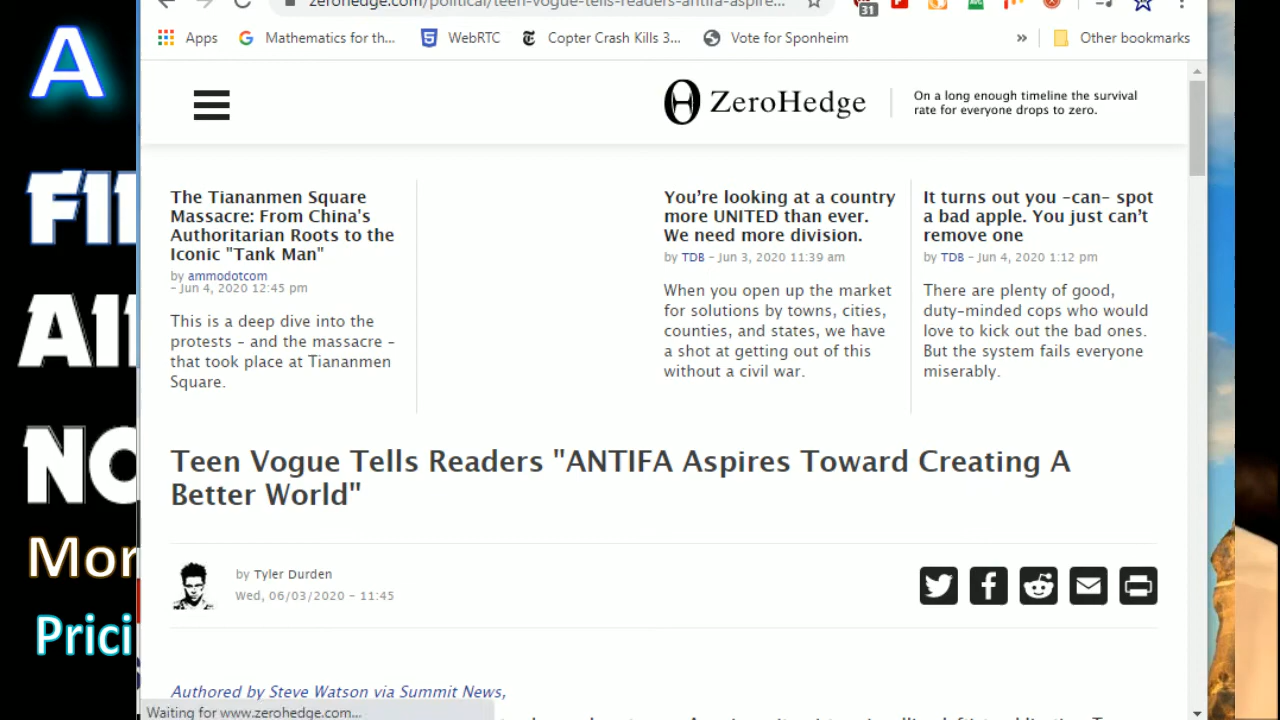 zerohedge.com/political/teen-vogue-tells-readers-antifa-aspire...
31
Apps
Mathematics for th...
WebRTC
Copter Crash Kills 3...
Vote for Sponheim
»
Other bookmarks
ZeroHedge
On a long enough timeline the survival
rate for everyone drops to zero.
The Tiananmen Square
Massacre: From China's
Authoritarian Roots to the
Iconic "Tank Man"
by ammodotcom
- Jun 4, 2020 12:45 pm
This is a deep dive into the
protests – and the massacre –
that took place at Tiananmen
Square.
You’re looking at a country
more UNITED than ever.
We need more division.
by TDB - Jun 3, 2020 11:39 am
When you open up the market
for solutions by towns, cities,
counties, and states, we have
a shot at getting out of this
without a civil war.
It turns out you -can- spot
a bad apple. You just can’t
remove one
by TDB - Jun 4, 2020 1:12 pm
There are plenty of good,
duty-minded cops who would
love to kick out the bad ones.
But the system fails everyone
miserably.
Teen Vogue Tells Readers "ANTIFA Aspires Toward Creating A
Better World"
by Tyler Durden
Wed, 06/03/2020 - 11:45
Authored by Steve Watson via Summit News,
Waiting for www.zerohedge.com...
A
NO
Mor
Prici